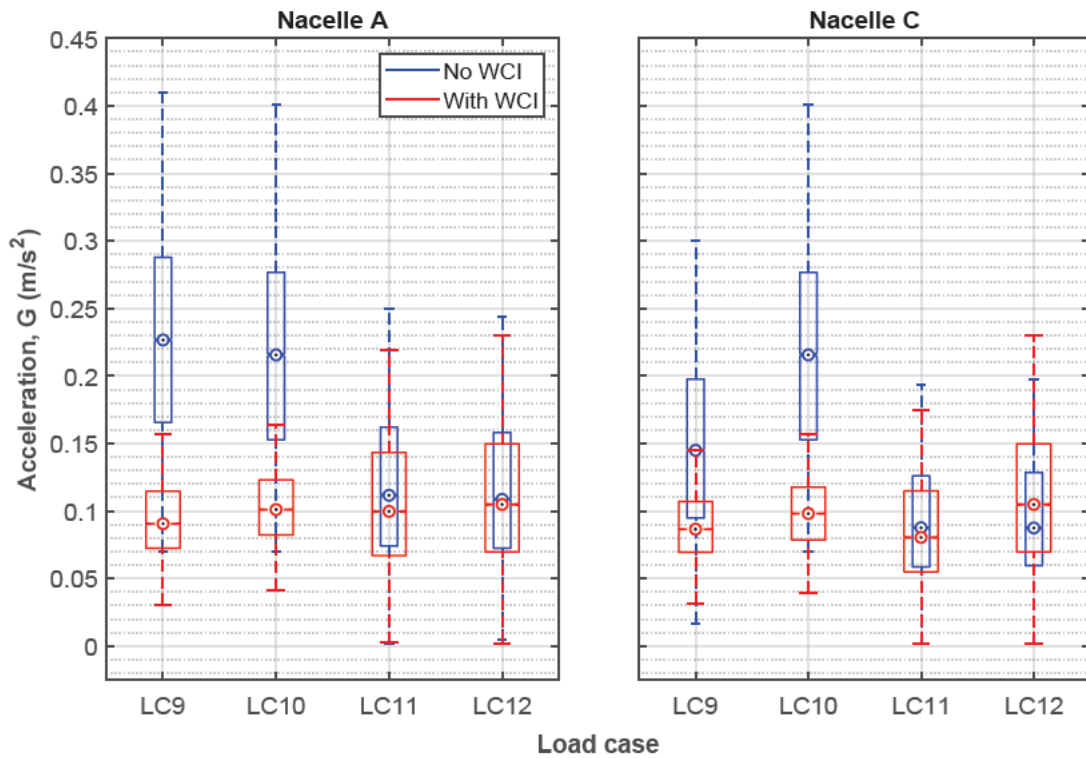 Nacelle A
Nacelle C
No WCI
With WCI
Acceleration, G (m/s²)
0.45
0.4
0.35
0.3
0.25
0.2
0.15
0.1
0.05
0
LC9 LC10 LC11 LC12
LC9 LC10 LC11 LC12
Load case